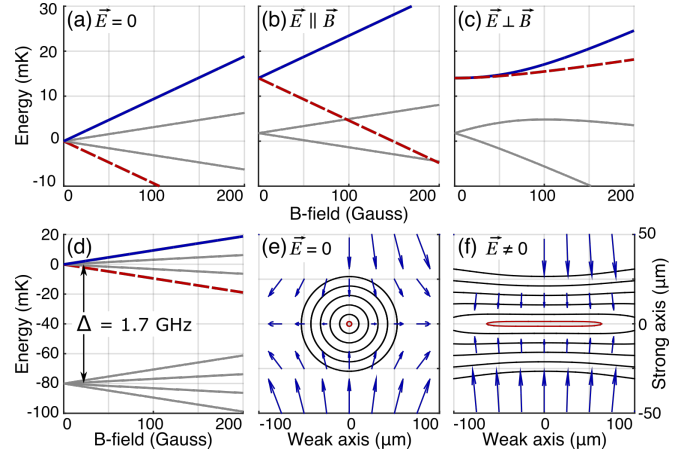 (a) E⃗ = 0
(b) E⃗ ∥ B⃗
(c) E⃗ ⊥ B⃗
Energy (mK)
30
20
10
0
-10
0 100 200
0 100 200
0 100 200
B-field (Gauss)
(d)
(e) E⃗ = 0
(f) E⃗ ≠ 0
Energy (mK)
20
0
-20
-40
-60
-80
-100
Δ = 1.7 GHz
0 100 200
B-field (Gauss)
-100 0 100
Weak axis (μm)
-100 0 100
Weak axis (μm)
50
0
-50
Strong axis (μm)